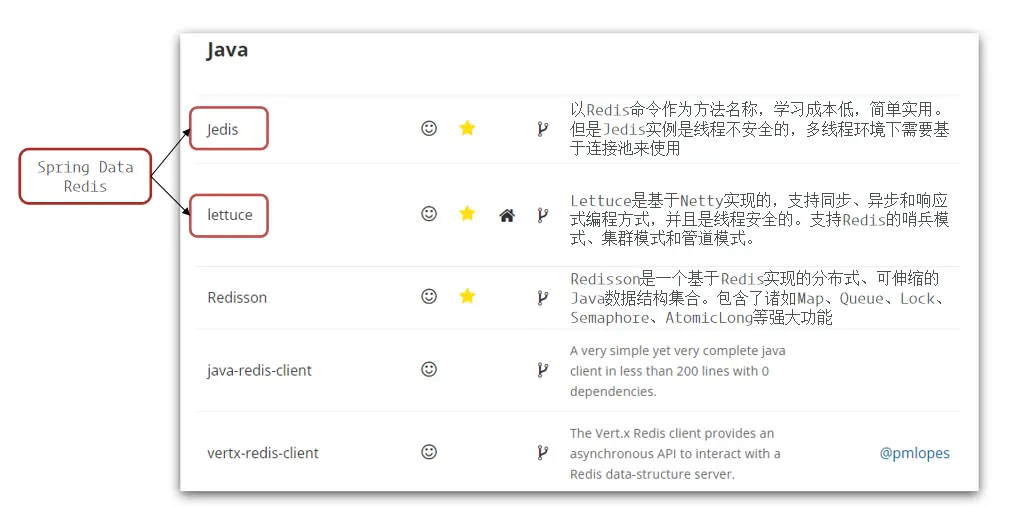 Java
Spring Data
Redis
Jedis
以Redis命令作为方法名称，学习成本低，简单实用。
但是Jedis实例是线程不安全的，多线程环境下需要基
于连接池来使用
lettuce
Lettuce是基于Netty实现的，支持同步、异步和响应
式编程方式，并且是线程安全的。支持Redis的哨兵模
式、集群模式和管道模式。
Redisson
Redisson是一个基于Redis实现的分布式、可伸缩的
Java数据结构集合。包含了诸如Map、Queue、Lock、
Semaphore、AtomicLong等强大功能
java-redis-client
A very simple yet very complete java
client in less than 200 lines with 0
dependencies.
vertx-redis-client
The Vert.x Redis client provides an
asynchronous API to interact with a
Redis data-structure server.
@pmlopes